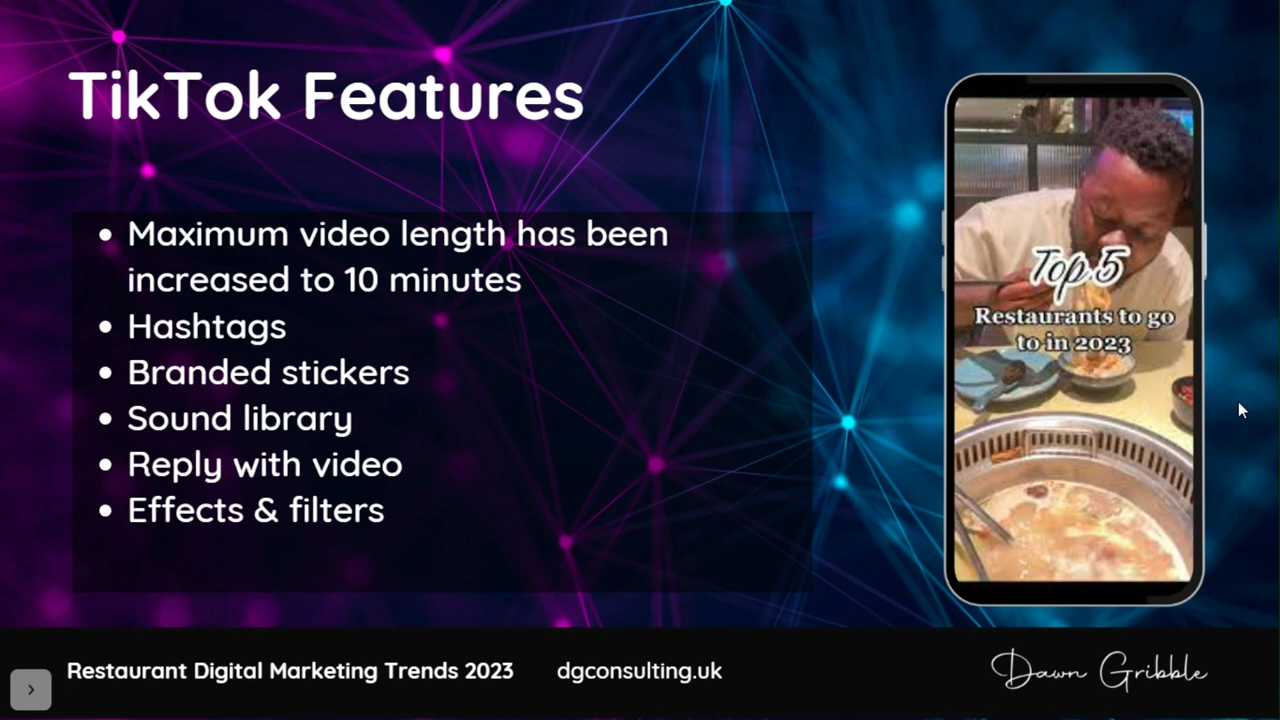 TikTok Features
Maximum video length has been
increased to 10 minutes
Hashtags
Branded stickers
Sound library
Reply with video
Effects & filters
Top 5
Restaurants to go
to in 2023
Restaurant Digital Marketing Trends 2023
dgconsulting.uk
Dawn Gribble